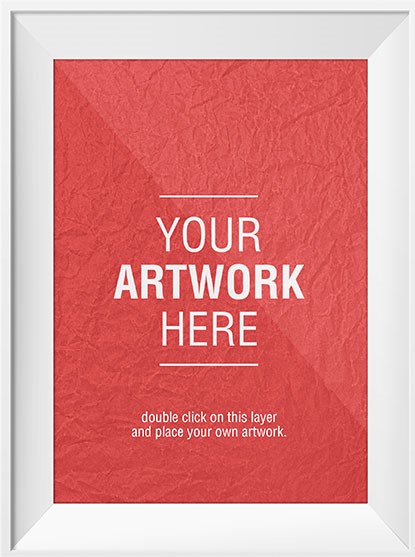 YOUR
ARTWORK
HERE
double click on this layer
and place your own artwork.